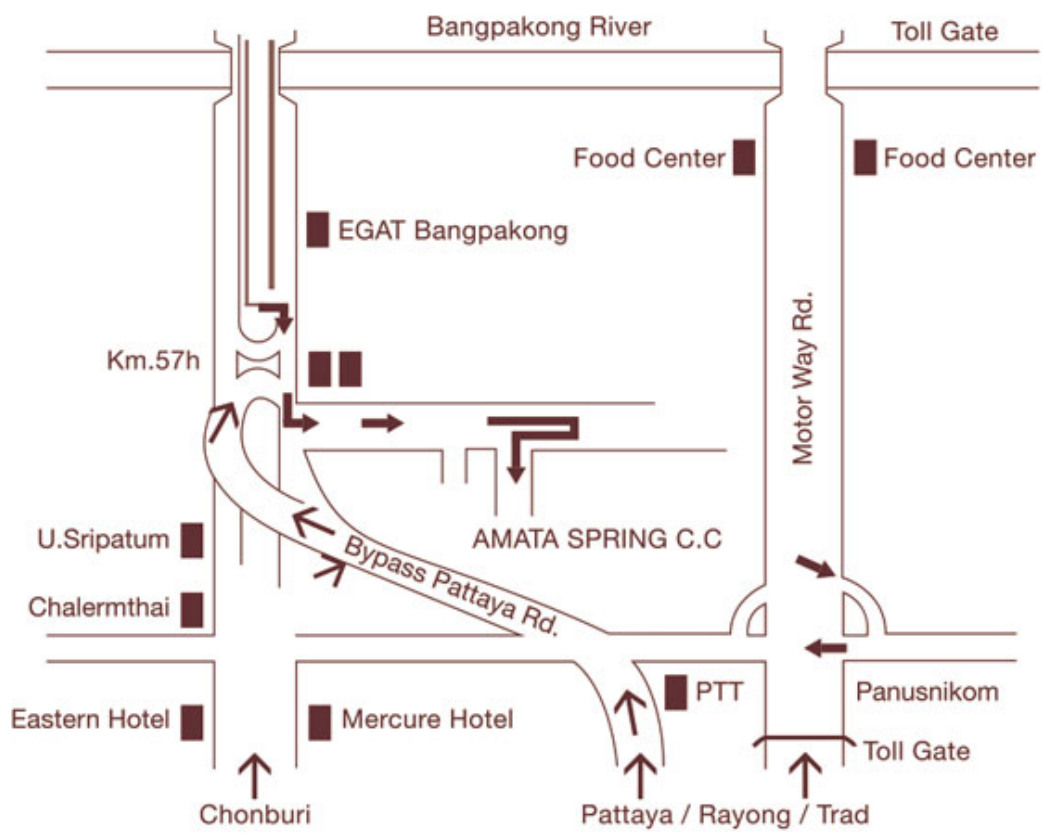 Bangpakong River
Toll Gate
Food Center
Food Center
EGAT Bangpakong
Km.57h
Motor Way Rd.
U.Sripatum
AMATA SPRING C.C
Bypass Pattaya Rd.
Chalermthai
Eastern Hotel
Mercure Hotel
PTT
Panusnikom
Toll Gate
Chonburi
Pattaya / Rayong / Trad